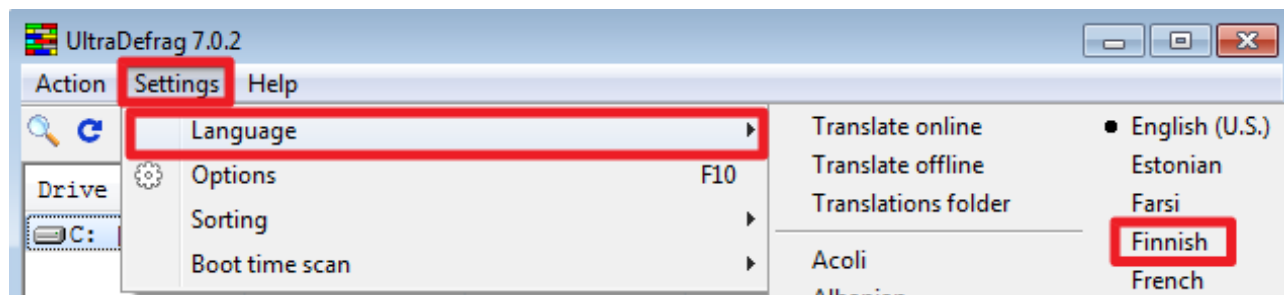 UltraDefrag 7.0.2
Action Settings Help
Language
Translate online
English (U.S.)
Translate offline
Estonian
Options F10
Drive
Translations folder
Farsi
Sorting
C:
Finnish
Boot time scan
Acoli
French